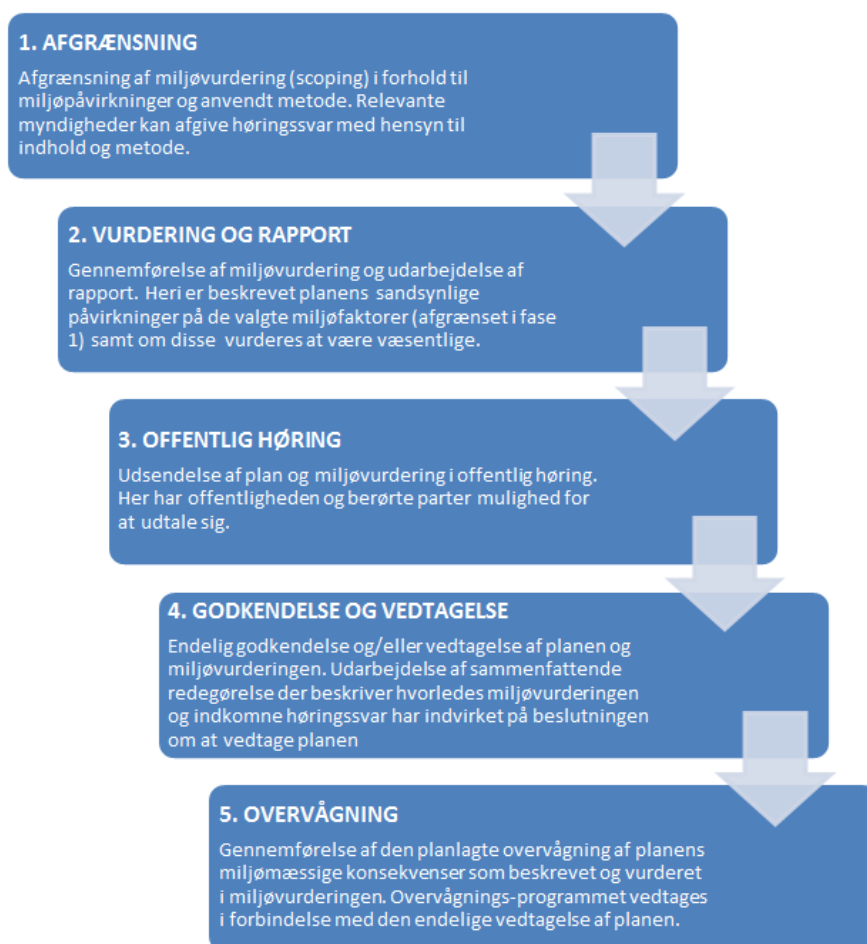 1. AFGRÆNSNING
Afgrænsning af miljøvurdering (scoping) i forhold til
miljøpåvirkninger og anvendt metode. Relevante
myndigheder kan afgive høringssvar med hensyn til
indhold og metode.
2. VURDERING OG RAPPORT
Gennemførelse af miljøvurdering og udarbejdelse af
rapport. Heri er beskrevet planens sandsynlige
påvirkninger på de valgte miljøfaktorer (afgrænset i fase
1) samt om disse vurderes at være væsentlige.
3. OFFENTLIG HØRING
Udsendelse af plan og miljøvurdering i offentlig høring.
Her har offentligheden og berørte parter mulighed for
at udtale sig.
4. GODKENDELSE OG VEDTAGELSE
Endelig godkendelse og/eller vedtagelse af planen og
miljøvurderingen. Udarbejdelse af sammenfattende
redegørelse der beskriver hvorledes miljøvurderingen
og indkomne høringssvar har indvirket på beslutningen
om at vedtage planen
5. OVERVÅGNING
Gennemførelse af den planlagte overvågning af planens
miljømæssige konsekvenser som beskrevet og vurderet
i miljøvurderingen. Overvågnings-programmet vedtages
i forbindelse med den endelige vedtagelse af planen.